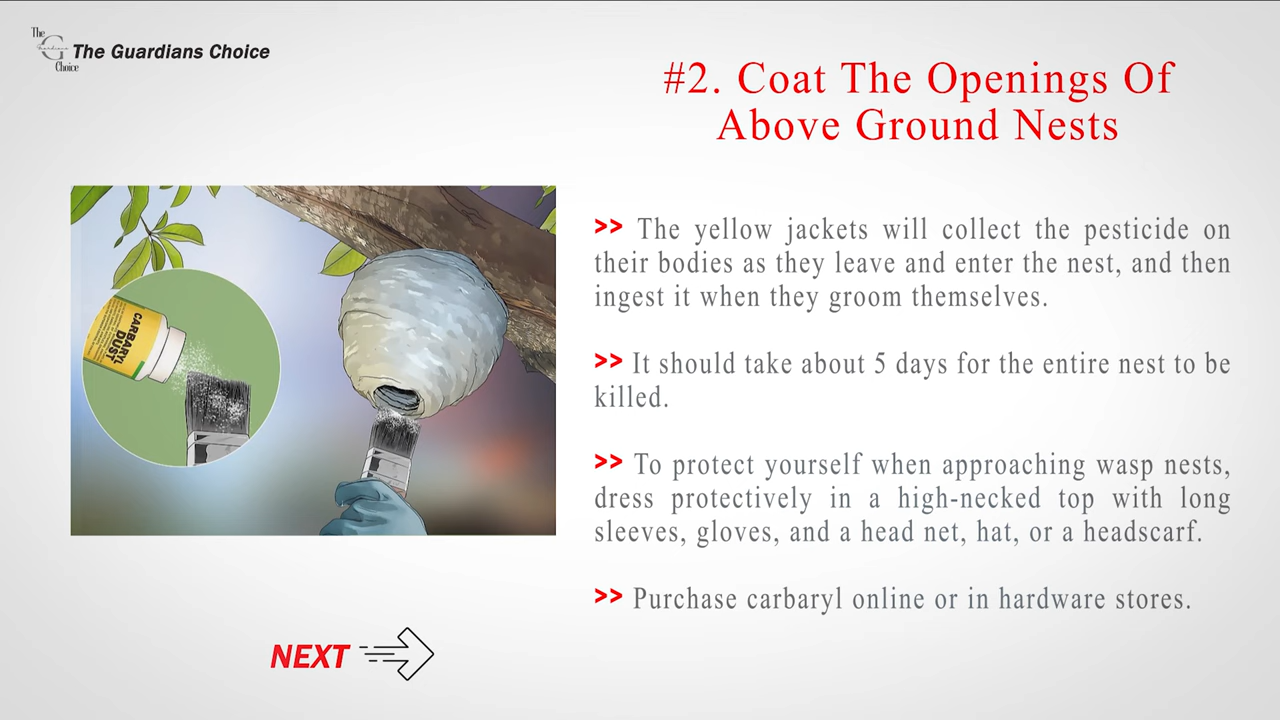 The
G
Guardians
Choice
The Guardians Choice
#2. Coat The Openings Of
Above Ground Nests
>> The yellow jackets will collect the pesticide on
their bodies as they leave and enter the nest, and then
ingest it when they groom themselves.
>> It should take about 5 days for the entire nest to be
killed.
>> To protect yourself when approaching wasp nests,
dress protectively in a high-necked top with long
sleeves, gloves, and a head net, hat, or a headscarf.
>> Purchase carbaryl online or in hardware stores.
CARBARYL
DUST
NEXT